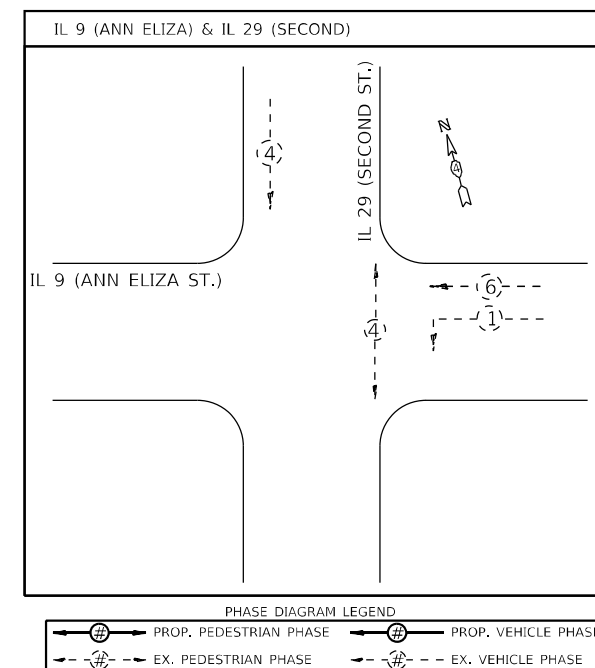 IL 9 (ANN ELIZA) & IL 29 (SECOND)
IL 29 (SECOND ST.)
4
N
4
IL 9 (ANN ELIZA ST.)
6
1
4
PHASE DIAGRAM LEGEND
# PROP. PEDESTRIAN PHASE # PROP. VEHICLE PHASE
# EX. PEDESTRIAN PHASE # EX. VEHICLE PHASE